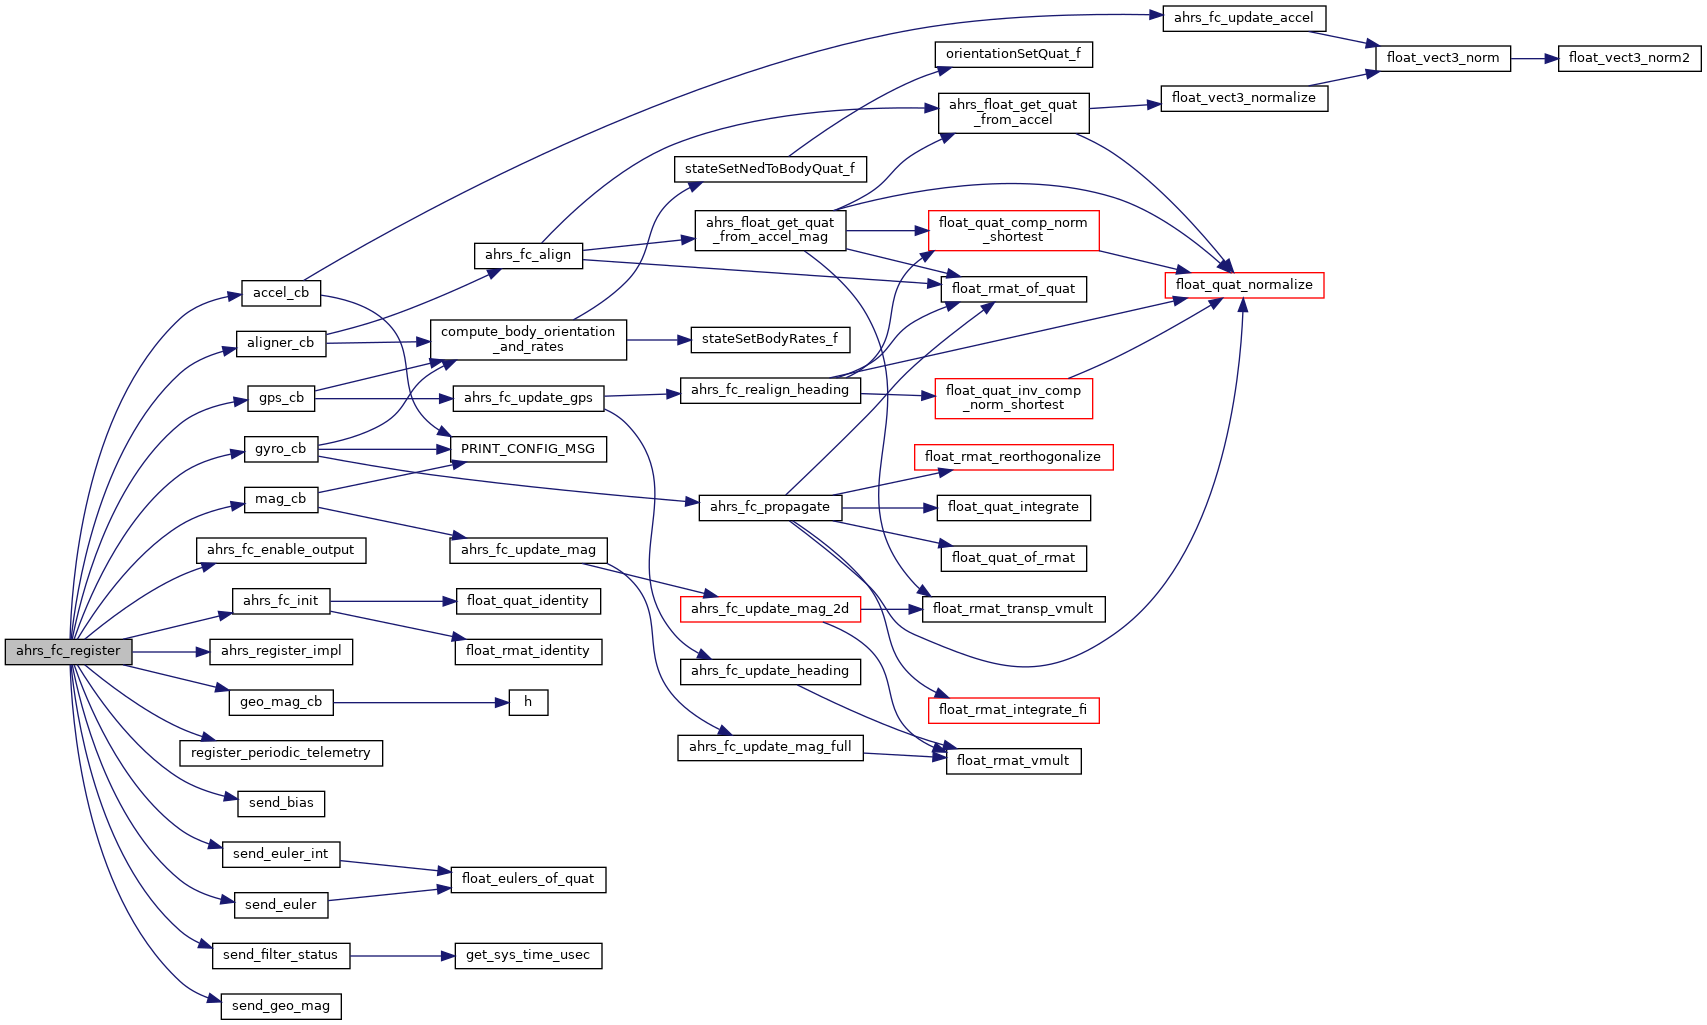 ahrs_fc_register
accel_cb
aligner_cb
gps_cb
gyro_cb
mag_cb
ahrs_fc_enable_output
ahrs_fc_init
ahrs_register_impl
geo_mag_cb
register_periodic_telemetry
send_bias
send_euler_int
send_euler
send_filter_status
send_geo_mag
ahrs_fc_align
compute_body_orientation
_and_rates
ahrs_fc_update_gps
PRINT_CONFIG_MSG
ahrs_fc_update_mag
float_quat_identity
float_rmat_identity
h
float_eulers_of_quat
get_sys_time_usec
stateSetNedToBodyQuat_f
ahrs_float_get_quat
_from_accel_mag
stateSetBodyRates_f
ahrs_fc_realign_heading
ahrs_fc_propagate
ahrs_fc_update_mag_2d
ahrs_fc_update_heading
ahrs_fc_update_mag_full
orientationSetQuat_f
ahrs_float_get_quat
_from_accel
float_quat_comp_norm
_shortest
float_rmat_of_quat
float_quat_inv_comp
_norm_shortest
float_rmat_reorthogonalize
float_quat_integrate
float_quat_of_rmat
float_rmat_transp_vmult
float_rmat_integrate_fi
float_rmat_vmult
ahrs_fc_update_accel
float_vect3_normalize
float_quat_normalize
float_vect3_norm
float_vect3_norm2